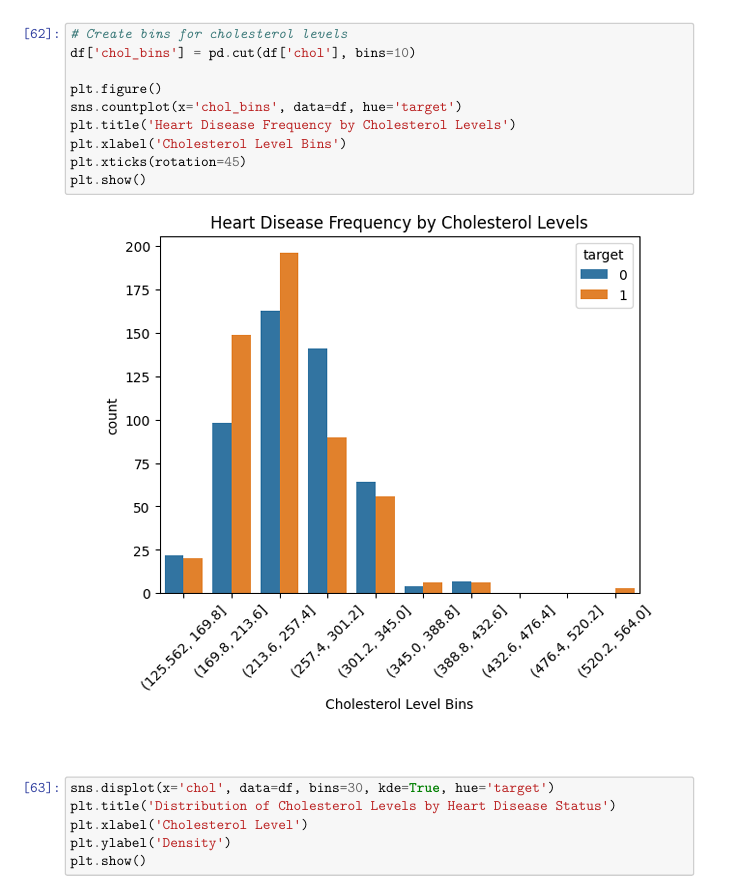 [62]: # Create bins for cholesterol levels
df['chol_bins'] = pd.cut(df['chol'], bins=10)
plt.figure()
sns.countplot(x='chol_bins', data=df, hue='target')
plt.title('Heart Disease Frequency by Cholesterol Levels')
plt.xlabel('Cholesterol Level Bins')
plt.xticks(rotation=45)
plt.show()
Heart Disease Frequency by Cholesterol Levels
200
175
150
125
100
75
50
25
0
count
target
0
1
(125.562, 169.8]
(169.8, 213.6]
(213.6, 257.4]
(257.4, 301.2]
(301.2, 345.0]
(345.0, 388.8]
(388.8, 432.6]
(432.6, 476.4]
(476.4, 520.2]
(520.2, 564.0]
Cholesterol Level Bins
[63]: sns.displot(x='chol', data=df, bins=30, kde=True, hue='target')
plt.title('Distribution of Cholesterol Levels by Heart Disease Status')
plt.xlabel('Cholesterol Level')
plt.ylabel('Density')
plt.show()